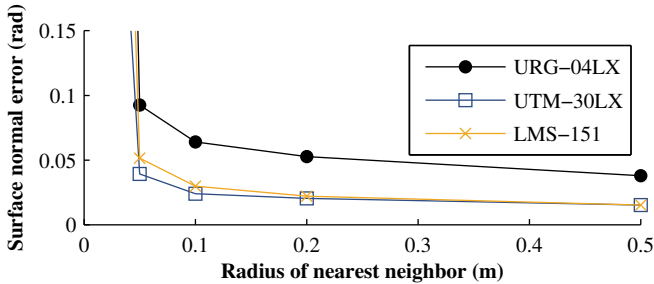 Surface normal error (rad)
0.15
0.1
0.05
0
0
0.1
0.2
0.3
0.4
0.5
Radius of nearest neighbor (m)
URG−04LX
UTM−30LX
LMS−151